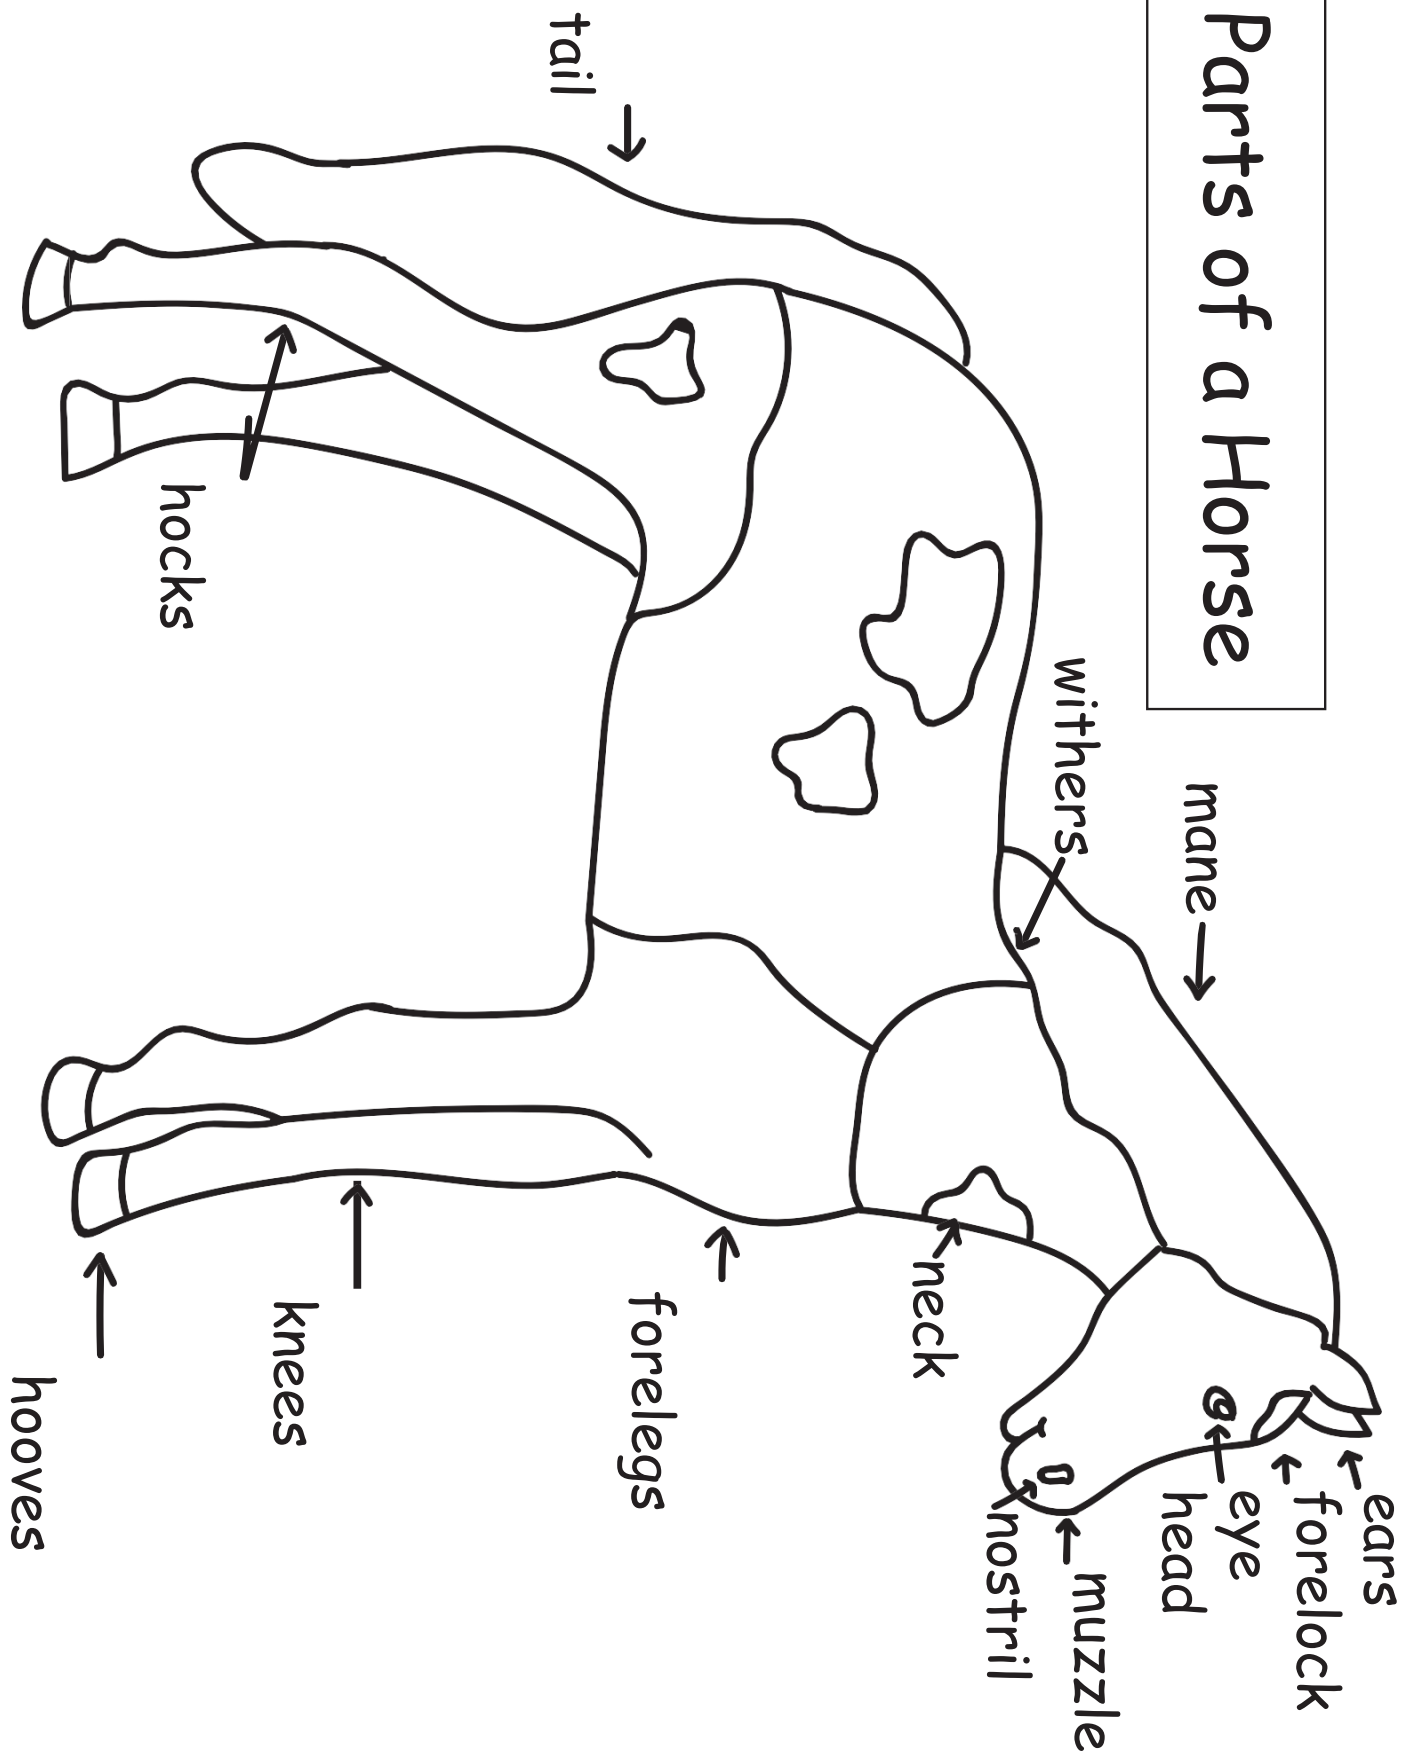 Parts of a Horse
ears
forelock
eye
head
mane
muzzle
withers
nostril
neck
forelegs
tail
knees
hocks
hooves